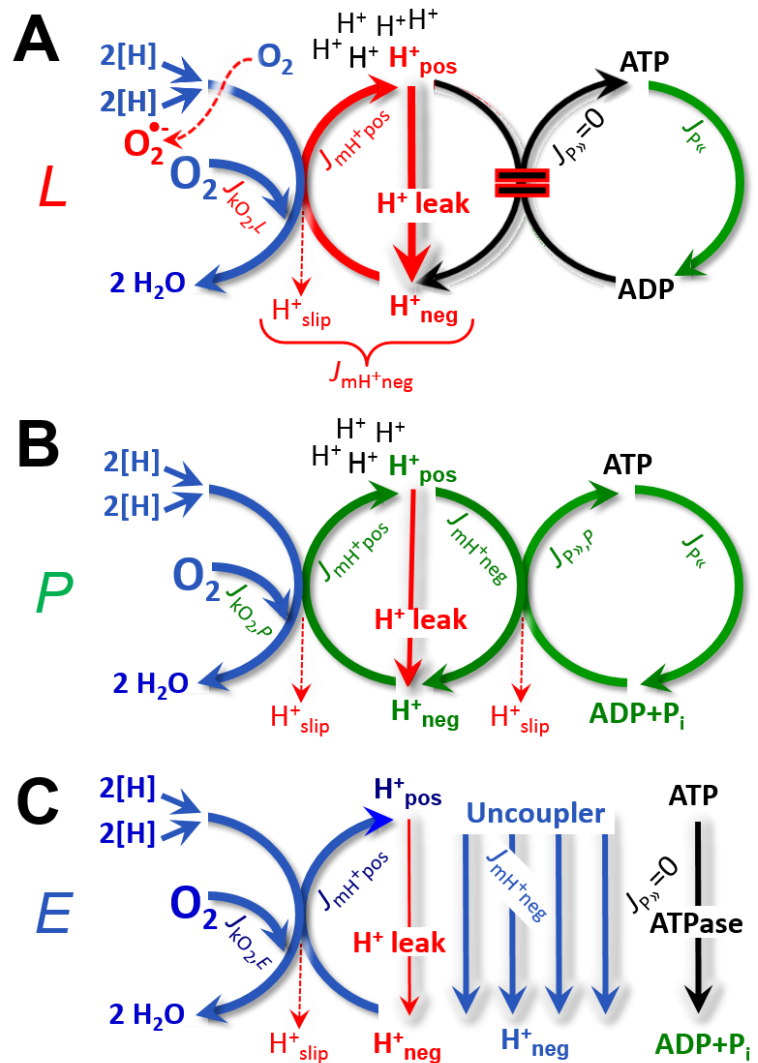 A
H⁺ H⁺ H⁺
H⁺ H⁺
2[H]
2[H]
O₂
H⁺pos
ATP
O₂•-
O₂
JkO₂,L
JmH⁺pos
JP»=0
JP«
L
H⁺ leak
2 H₂O
H⁺slip
H⁺neg
ADP
JmH⁺neg
B
H⁺ H⁺
H⁺ H⁺
2[H]
2[H]
H⁺pos
ATP
O₂
JkO₂,P
JmH⁺pos
JmH⁺neg
JP»,P
JP«
P
H⁺ leak
2 H₂O
H⁺slip
H⁺neg
H⁺slip
ADP+Pi
C
2[H]
2[H]
H⁺pos
Uncoupler
ATP
O₂
JkO₂,E
JmH⁺pos
JmH⁺neg
JP»=0
E
H⁺ leak
ATPase
2 H₂O
H⁺slip
H⁺neg
H⁺neg
ADP+Pi